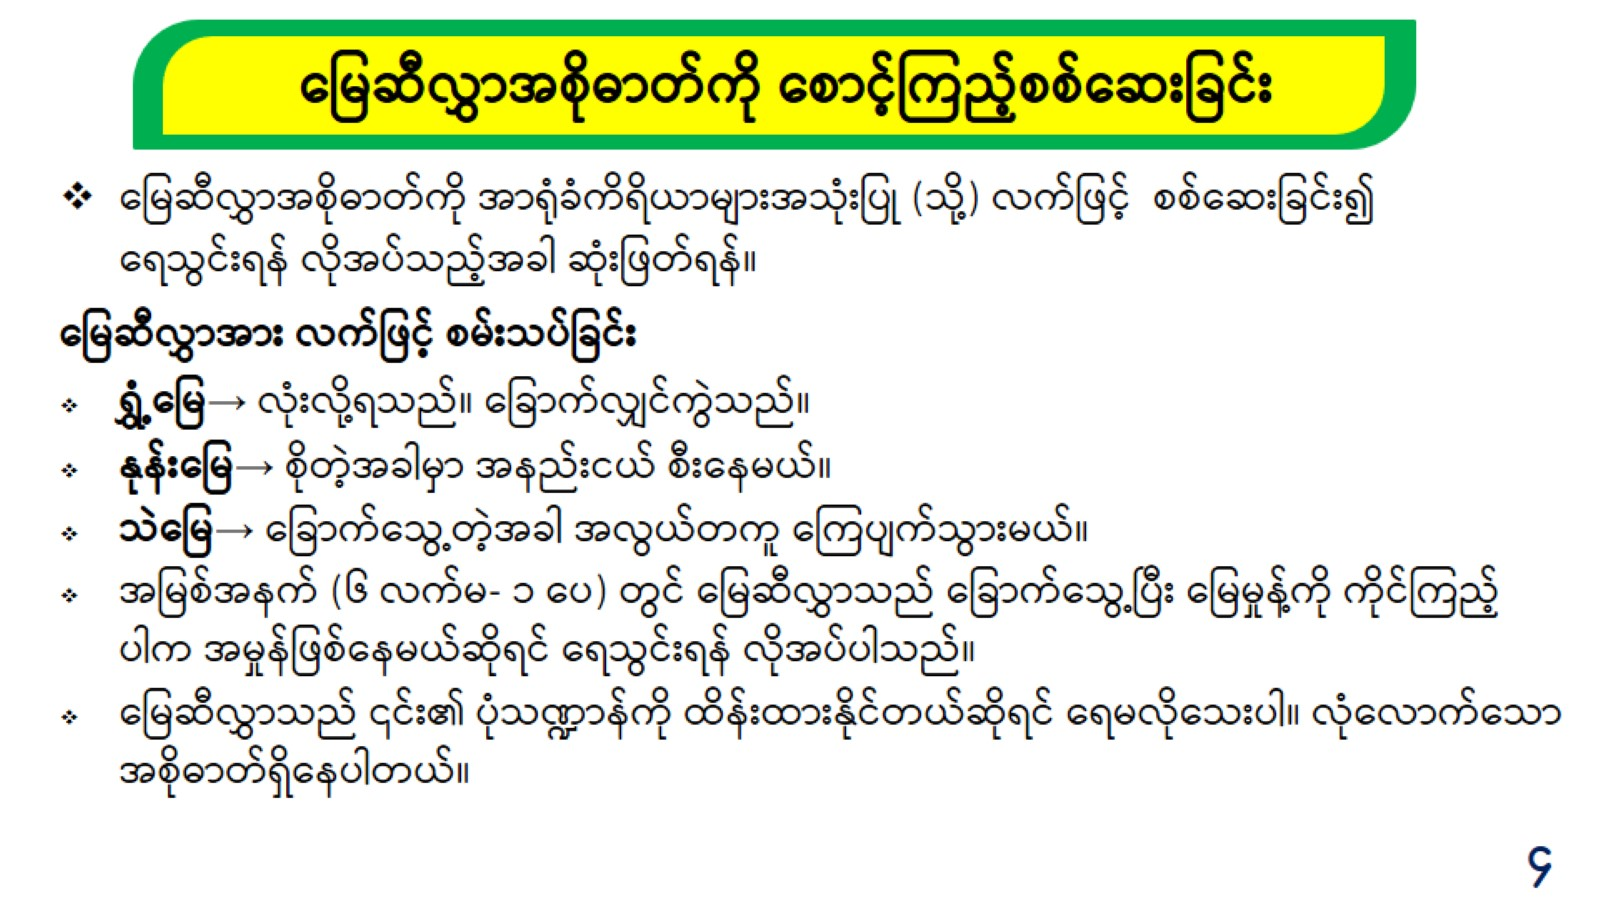 မြေဆီလွှာအစိုဓာတ်ကို စောင့်ကြည့်စစ်ဆေးခြင်း
❖ မြေဆီလွှာအစိုဓာတ်ကို အာရုံခံကိရိယာများအသုံးပြု (သို့) လက်ဖြင့် စစ်ဆေးခြင်း၍
ရေသွင်းရန် လိုအပ်သည့်အခါ ဆုံးဖြတ်ရန်။
မြေဆီလွှာအား လက်ဖြင့် စမ်းသပ်ခြင်း
❖ ရွှံ့မြေ→ လုံးလို့ရသည်။ ခြောက်လျှင်ကွဲသည်။
❖ နုန်းမြေ→ စိုတဲ့အခါမှာ အနည်းငယ် စီးနေမယ်။
❖ သဲမြေ→ ခြောက်သွေ့တဲ့အခါ အလွယ်တကူ ကြေပျက်သွားမယ်။
❖ အမြစ်အနက် (၆ လက်မ- ၁ ပေ) တွင် မြေဆီလွှာသည် ခြောက်သွေ့ပြီး မြေမှုန့်ကို ကိုင်ကြည့်
ပါက အမှုန်ဖြစ်နေမယ်ဆိုရင် ရေသွင်းရန် လိုအပ်ပါသည်။
❖ မြေဆီလွှာသည် ၎င်း၏ ပုံသဏ္ဍာန်ကို ထိန်းထားနိုင်တယ်ဆိုရင် ရေမလိုသေးပါ။ လုံလောက်သော
အစိုဓာတ်ရှိနေပါတယ်။
၄